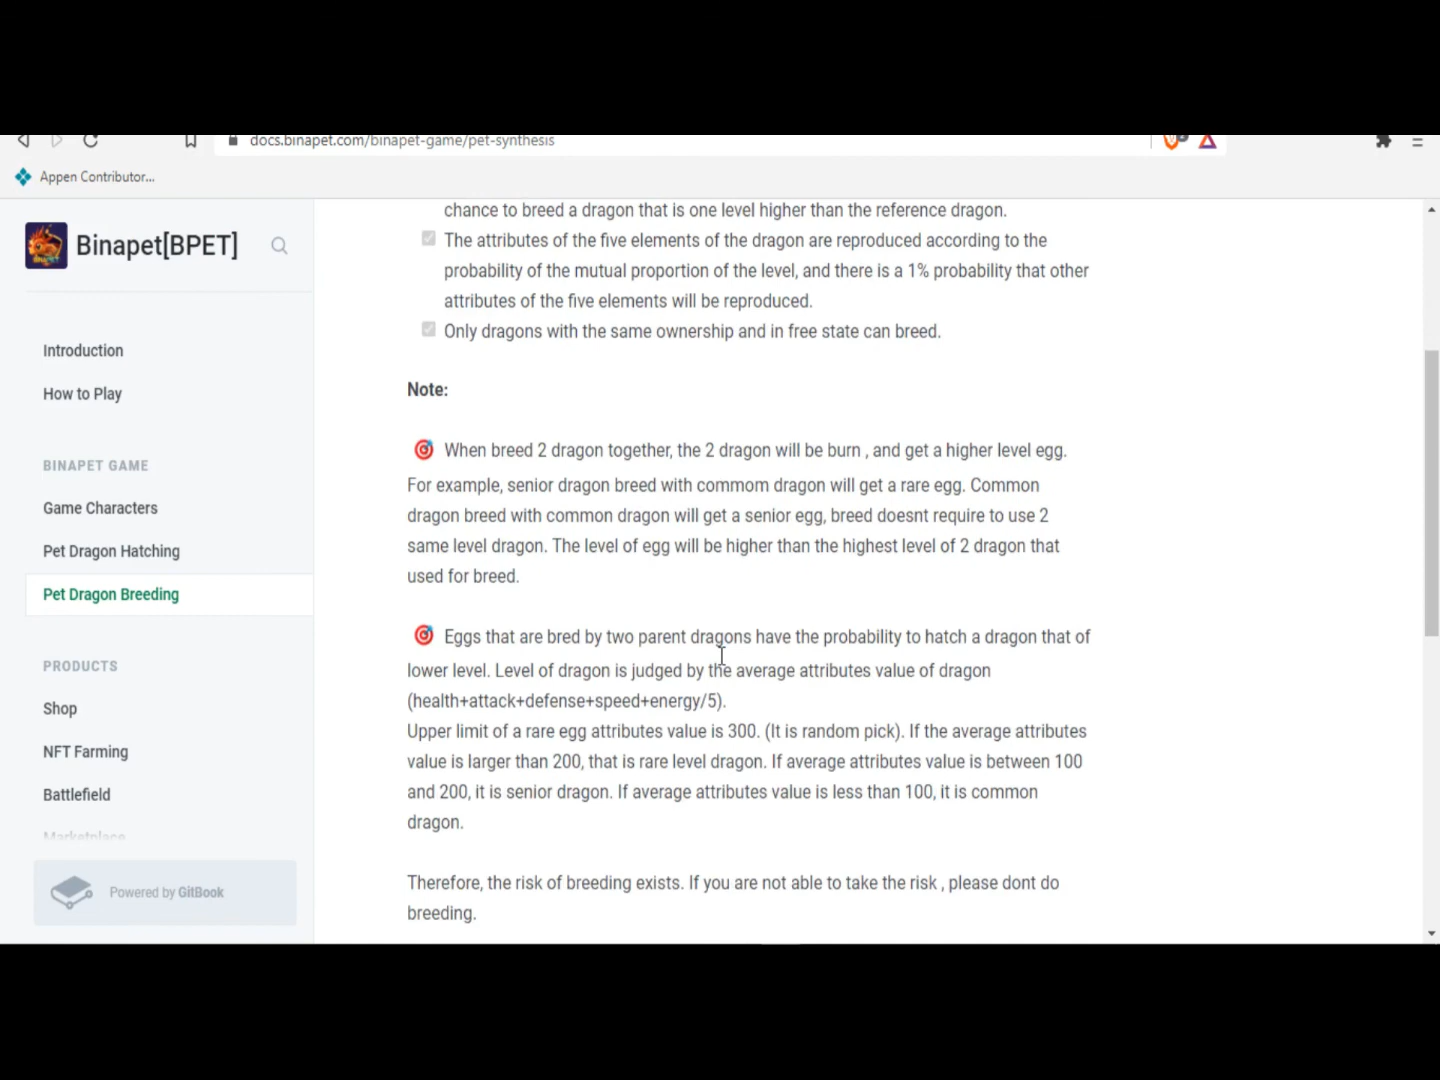 docs.binapet.com/binapet-game/pet-synthesis
Appen Contributor...
Binapet[BPET]
Introduction
How to Play
BINAPET GAME
Game Characters
Pet Dragon Hatching
Pet Dragon Breeding
PRODUCTS
Shop
NFT Farming
Battlefield
Marketplace
Powered by GitBook
chance to breed a dragon that is one level higher than the reference dragon.
The attributes of the five elements of the dragon are reproduced according to the
probability of the mutual proportion of the level, and there is a 1% probability that other
attributes of the five elements will be reproduced.
Only dragons with the same ownership and in free state can breed.
Note:
When breed 2 dragon together, the 2 dragon will be burn , and get a higher level egg.
For example, senior dragon breed with commom dragon will get a rare egg. Common
dragon breed with common dragon will get a senior egg, breed doesnt require to use 2
same level dragon. The level of egg will be higher than the highest level of 2 dragon that
used for breed.
Eggs that are bred by two parent dragons have the probability to hatch a dragon that of
lower level. Level of dragon is judged by the average attributes value of dragon
(health+attack+defense+speed+energy/5).
Upper limit of a rare egg attributes value is 300. (It is random pick). If the average attributes
value is larger than 200, that is rare level dragon. If average attributes value is between 100
and 200, it is senior dragon. If average attributes value is less than 100, it is common
dragon.
Therefore, the risk of breeding exists. If you are not able to take the risk , please dont do
breeding.